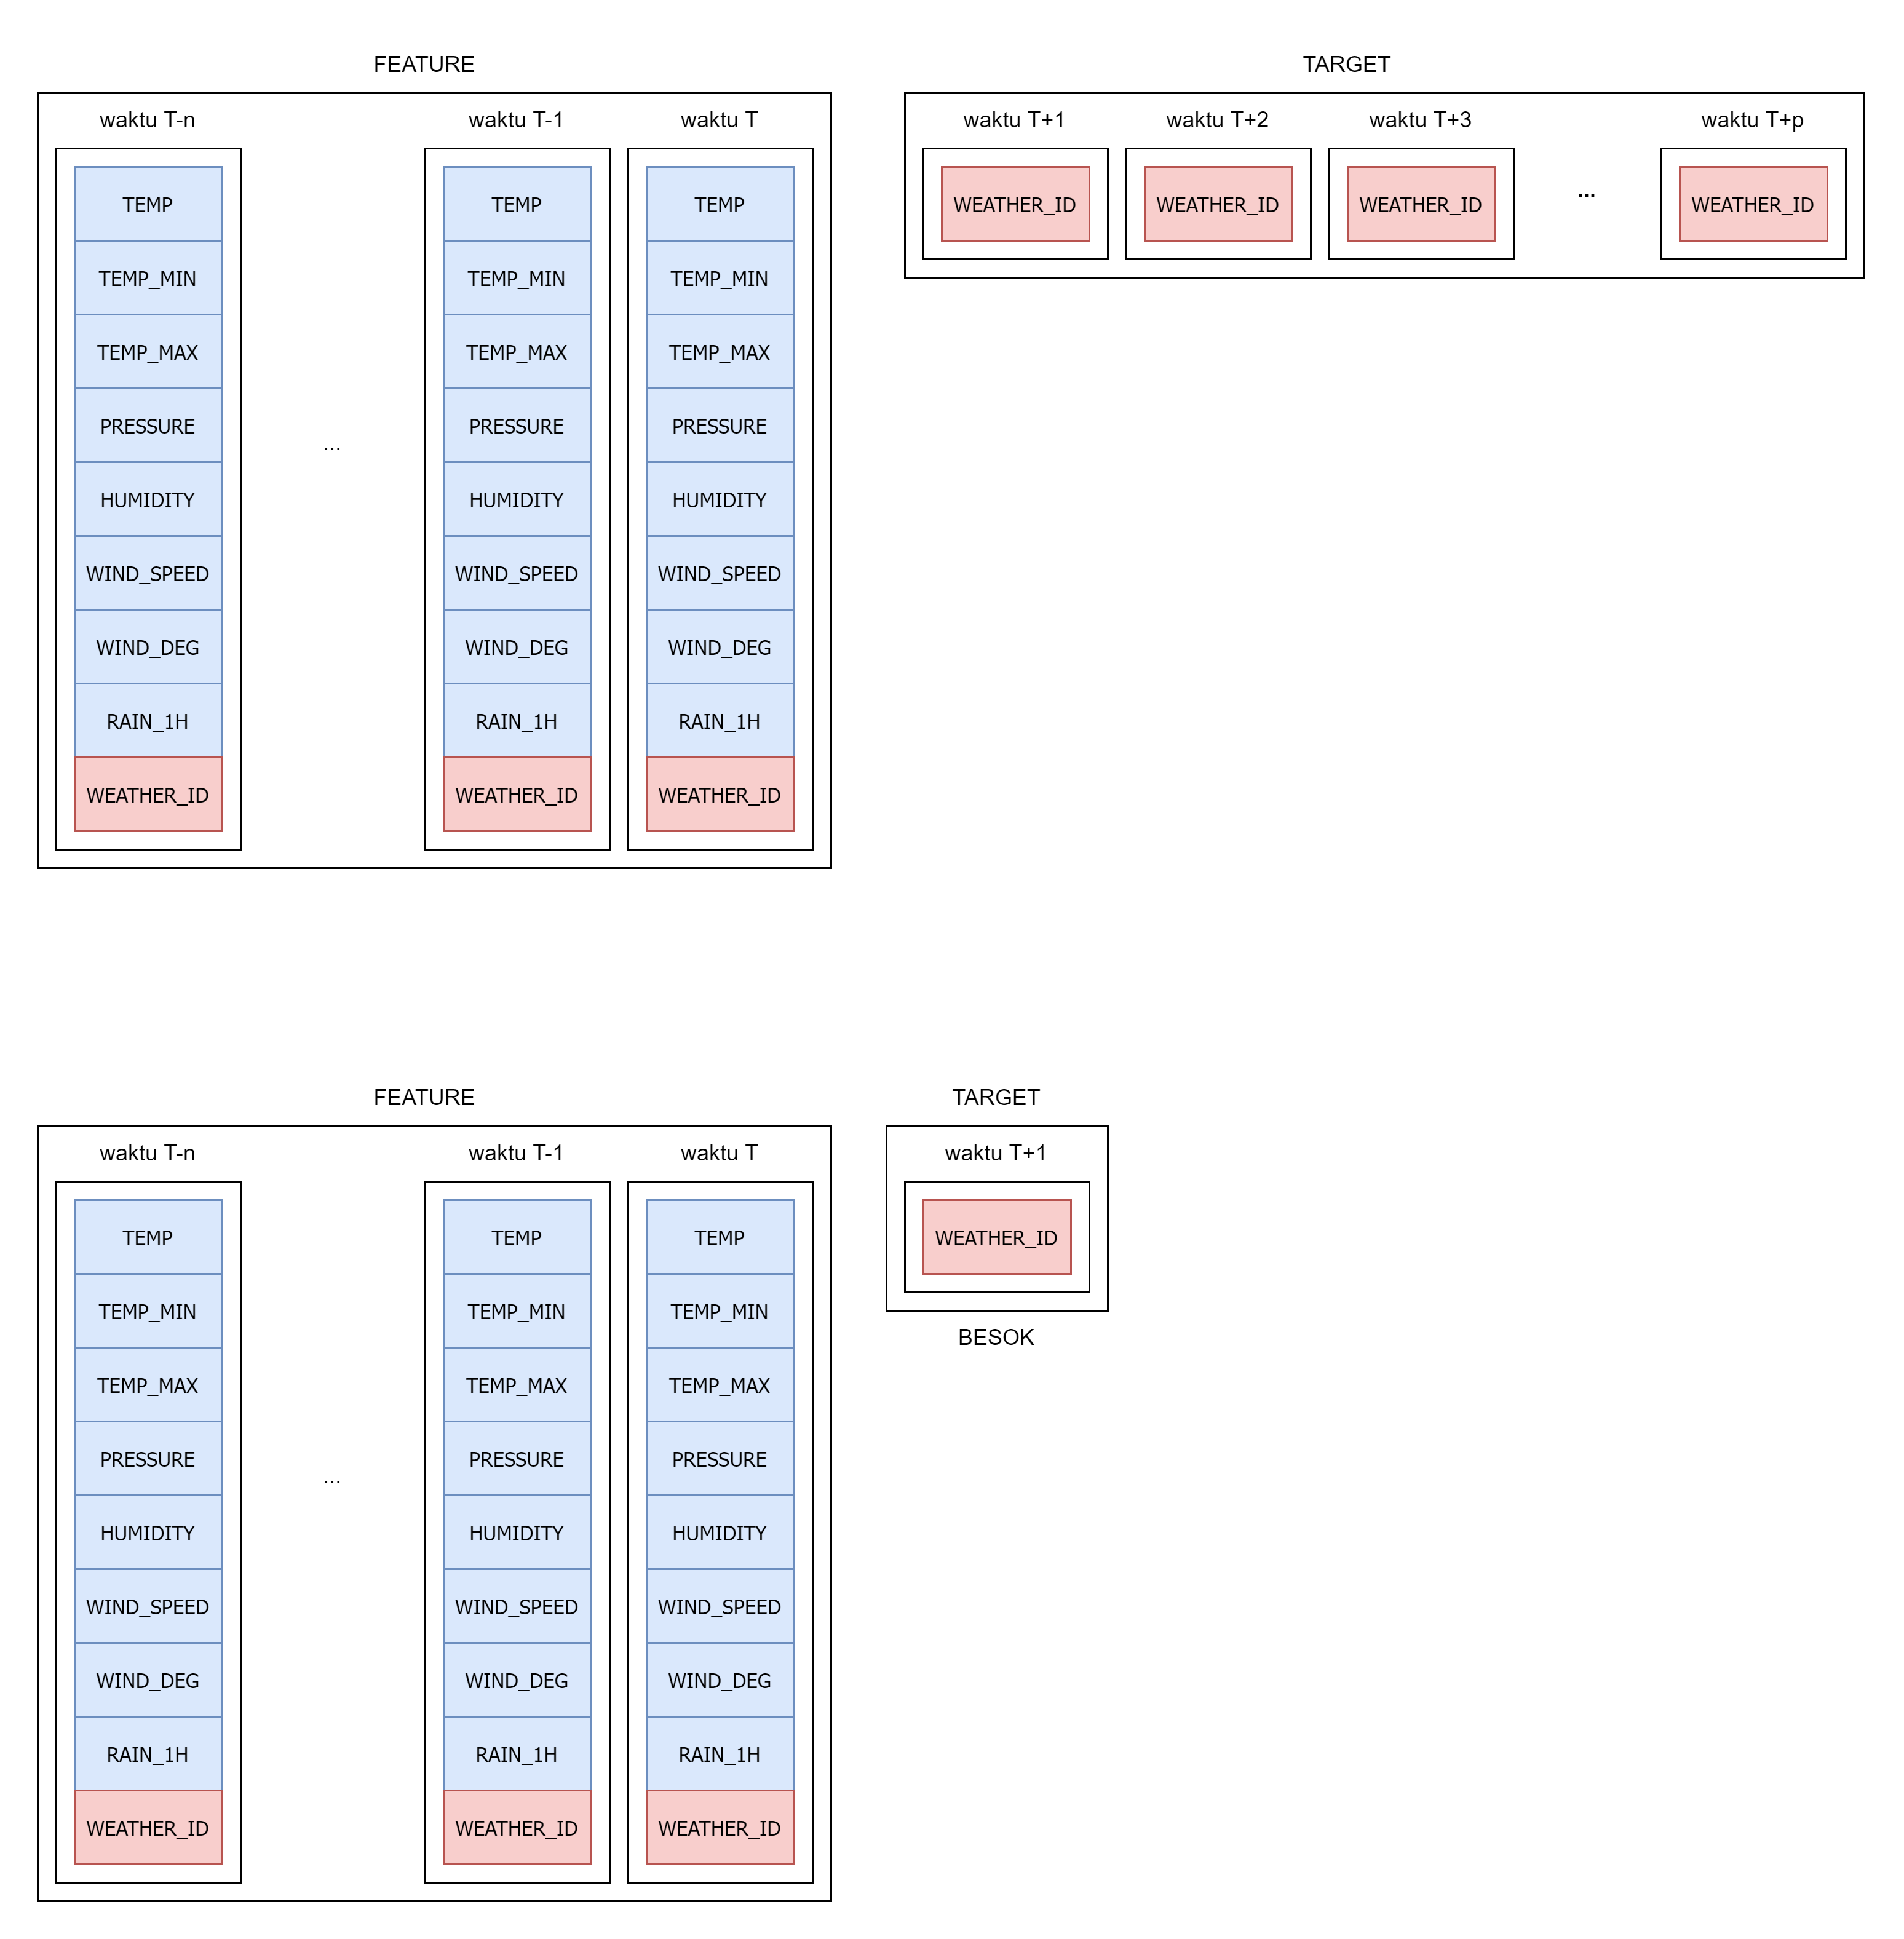 FEATURE
TARGET
waktu T-n
waktu T-1
waktu T
waktu T+1
waktu T+2
waktu T+3
waktu T+p
TEMP
TEMP_MIN
TEMP_MAX
PRESSURE
HUMIDITY
WIND_SPEED
WIND_DEG
RAIN_1H
WEATHER_ID
...
TEMP
TEMP_MIN
TEMP_MAX
PRESSURE
HUMIDITY
WIND_SPEED
WIND_DEG
RAIN_1H
WEATHER_ID
TEMP
TEMP_MIN
TEMP_MAX
PRESSURE
HUMIDITY
WIND_SPEED
WIND_DEG
RAIN_1H
WEATHER_ID
WEATHER_ID
WEATHER_ID
WEATHER_ID
...
WEATHER_ID
FEATURE
TARGET
waktu T-n
waktu T-1
waktu T
waktu T+1
TEMP
TEMP_MIN
TEMP_MAX
PRESSURE
HUMIDITY
WIND_SPEED
WIND_DEG
RAIN_1H
WEATHER_ID
...
TEMP
TEMP_MIN
TEMP_MAX
PRESSURE
HUMIDITY
WIND_SPEED
WIND_DEG
RAIN_1H
WEATHER_ID
TEMP
TEMP_MIN
TEMP_MAX
PRESSURE
HUMIDITY
WIND_SPEED
WIND_DEG
RAIN_1H
WEATHER_ID
WEATHER_ID
BESOK